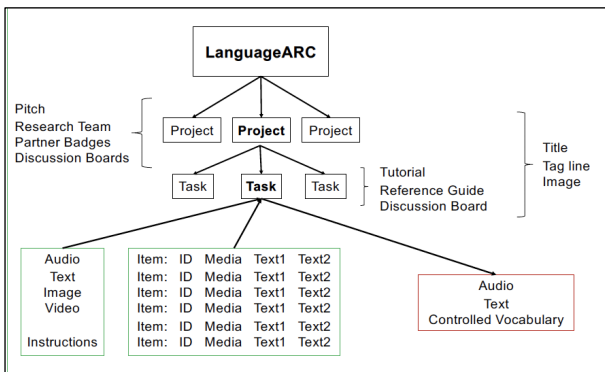 LanguageARC
Pitch
Research Team
Partner Badges
Discussion Boards
Project Project Project
Title
Tag line
Image
Task Task Task
Tutorial
Reference Guide
Discussion Board
Audio
Text
Image
Video
Instructions
Item: ID Media Text1 Text2
Item: ID Media Text1 Text2
Item: ID Media Text1 Text2
Item: ID Media Text1 Text2
Item: ID Media Text1 Text2
Item: ID Media Text1 Text2
Audio
Text
Controlled Vocabulary